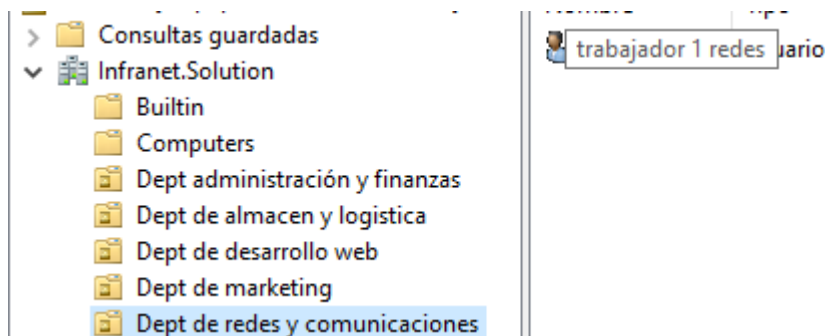 Consultas guardadas
Infranet.Solution
Builtin
Computers
Dept administración y finanzas
Dept de almacen y logistica
Dept de desarrollo web
Dept de marketing
Dept de redes y comunicaciones
trabajador 1 redes